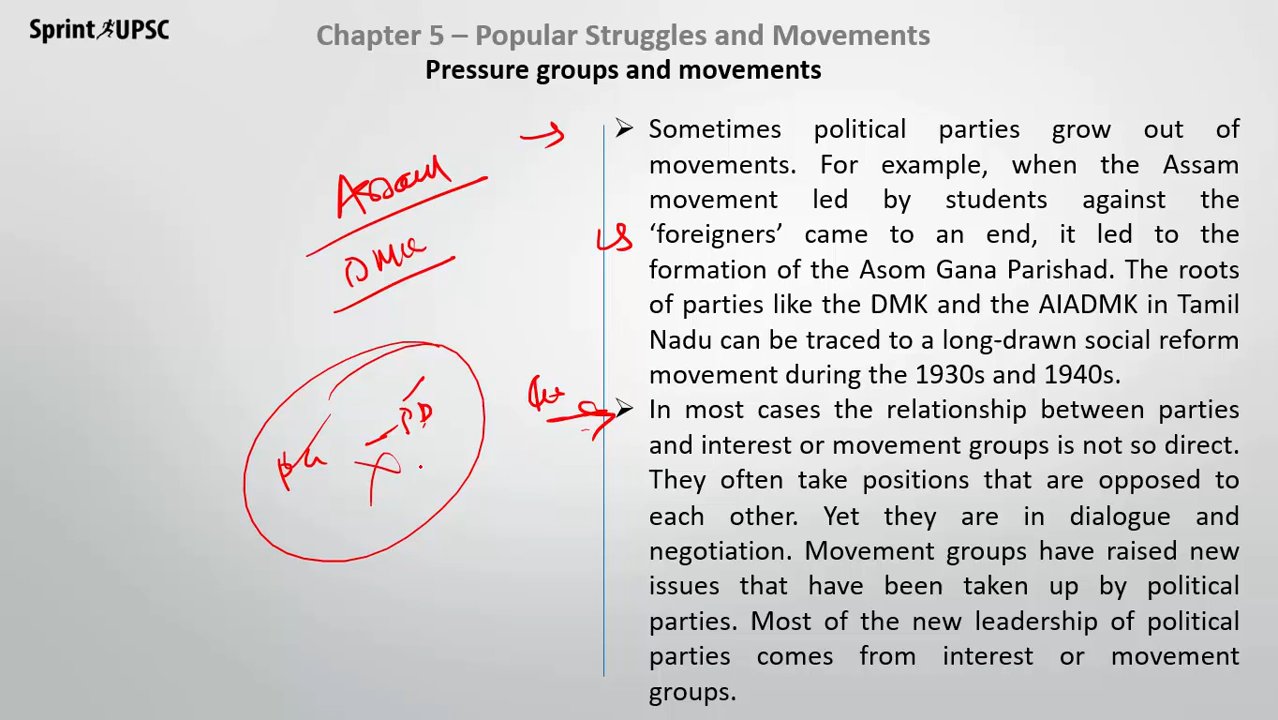 Sprint UPSC
Chapter 5 – Popular Struggles and Movements
Pressure groups and movements
Assam
DMK
➢ Sometimes political parties grow out of
movements. For example, when the Assam
movement led by students against the
‘foreigners’ came to an end, it led to the
formation of the Asom Gana Parishad. The roots
of parties like the DMK and the AIADMK in Tamil
Nadu can be traced to a long-drawn social reform
movement during the 1930s and 1940s.
➢ In most cases the relationship between parties
and interest or movement groups is not so direct.
They often take positions that are opposed to
each other. Yet they are in dialogue and
negotiation. Movement groups have raised new
issues that have been taken up by political
parties. Most of the new leadership of political
parties comes from interest or movement
groups.